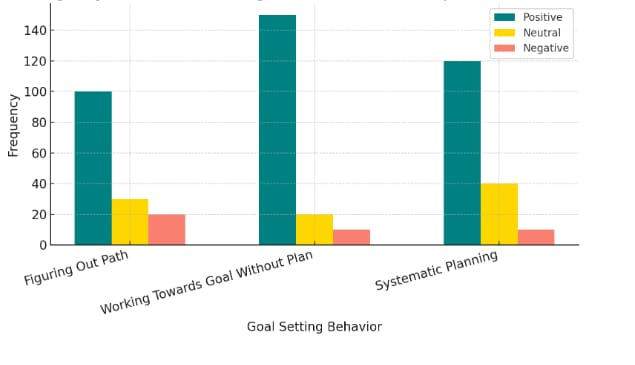 Positive
Neutral
Negative
140
120
100
80
60
40
20
0
Frequency
Figuring Out Path
Working Towards Goal Without Plan
Systematic Planning
Goal Setting Behavior